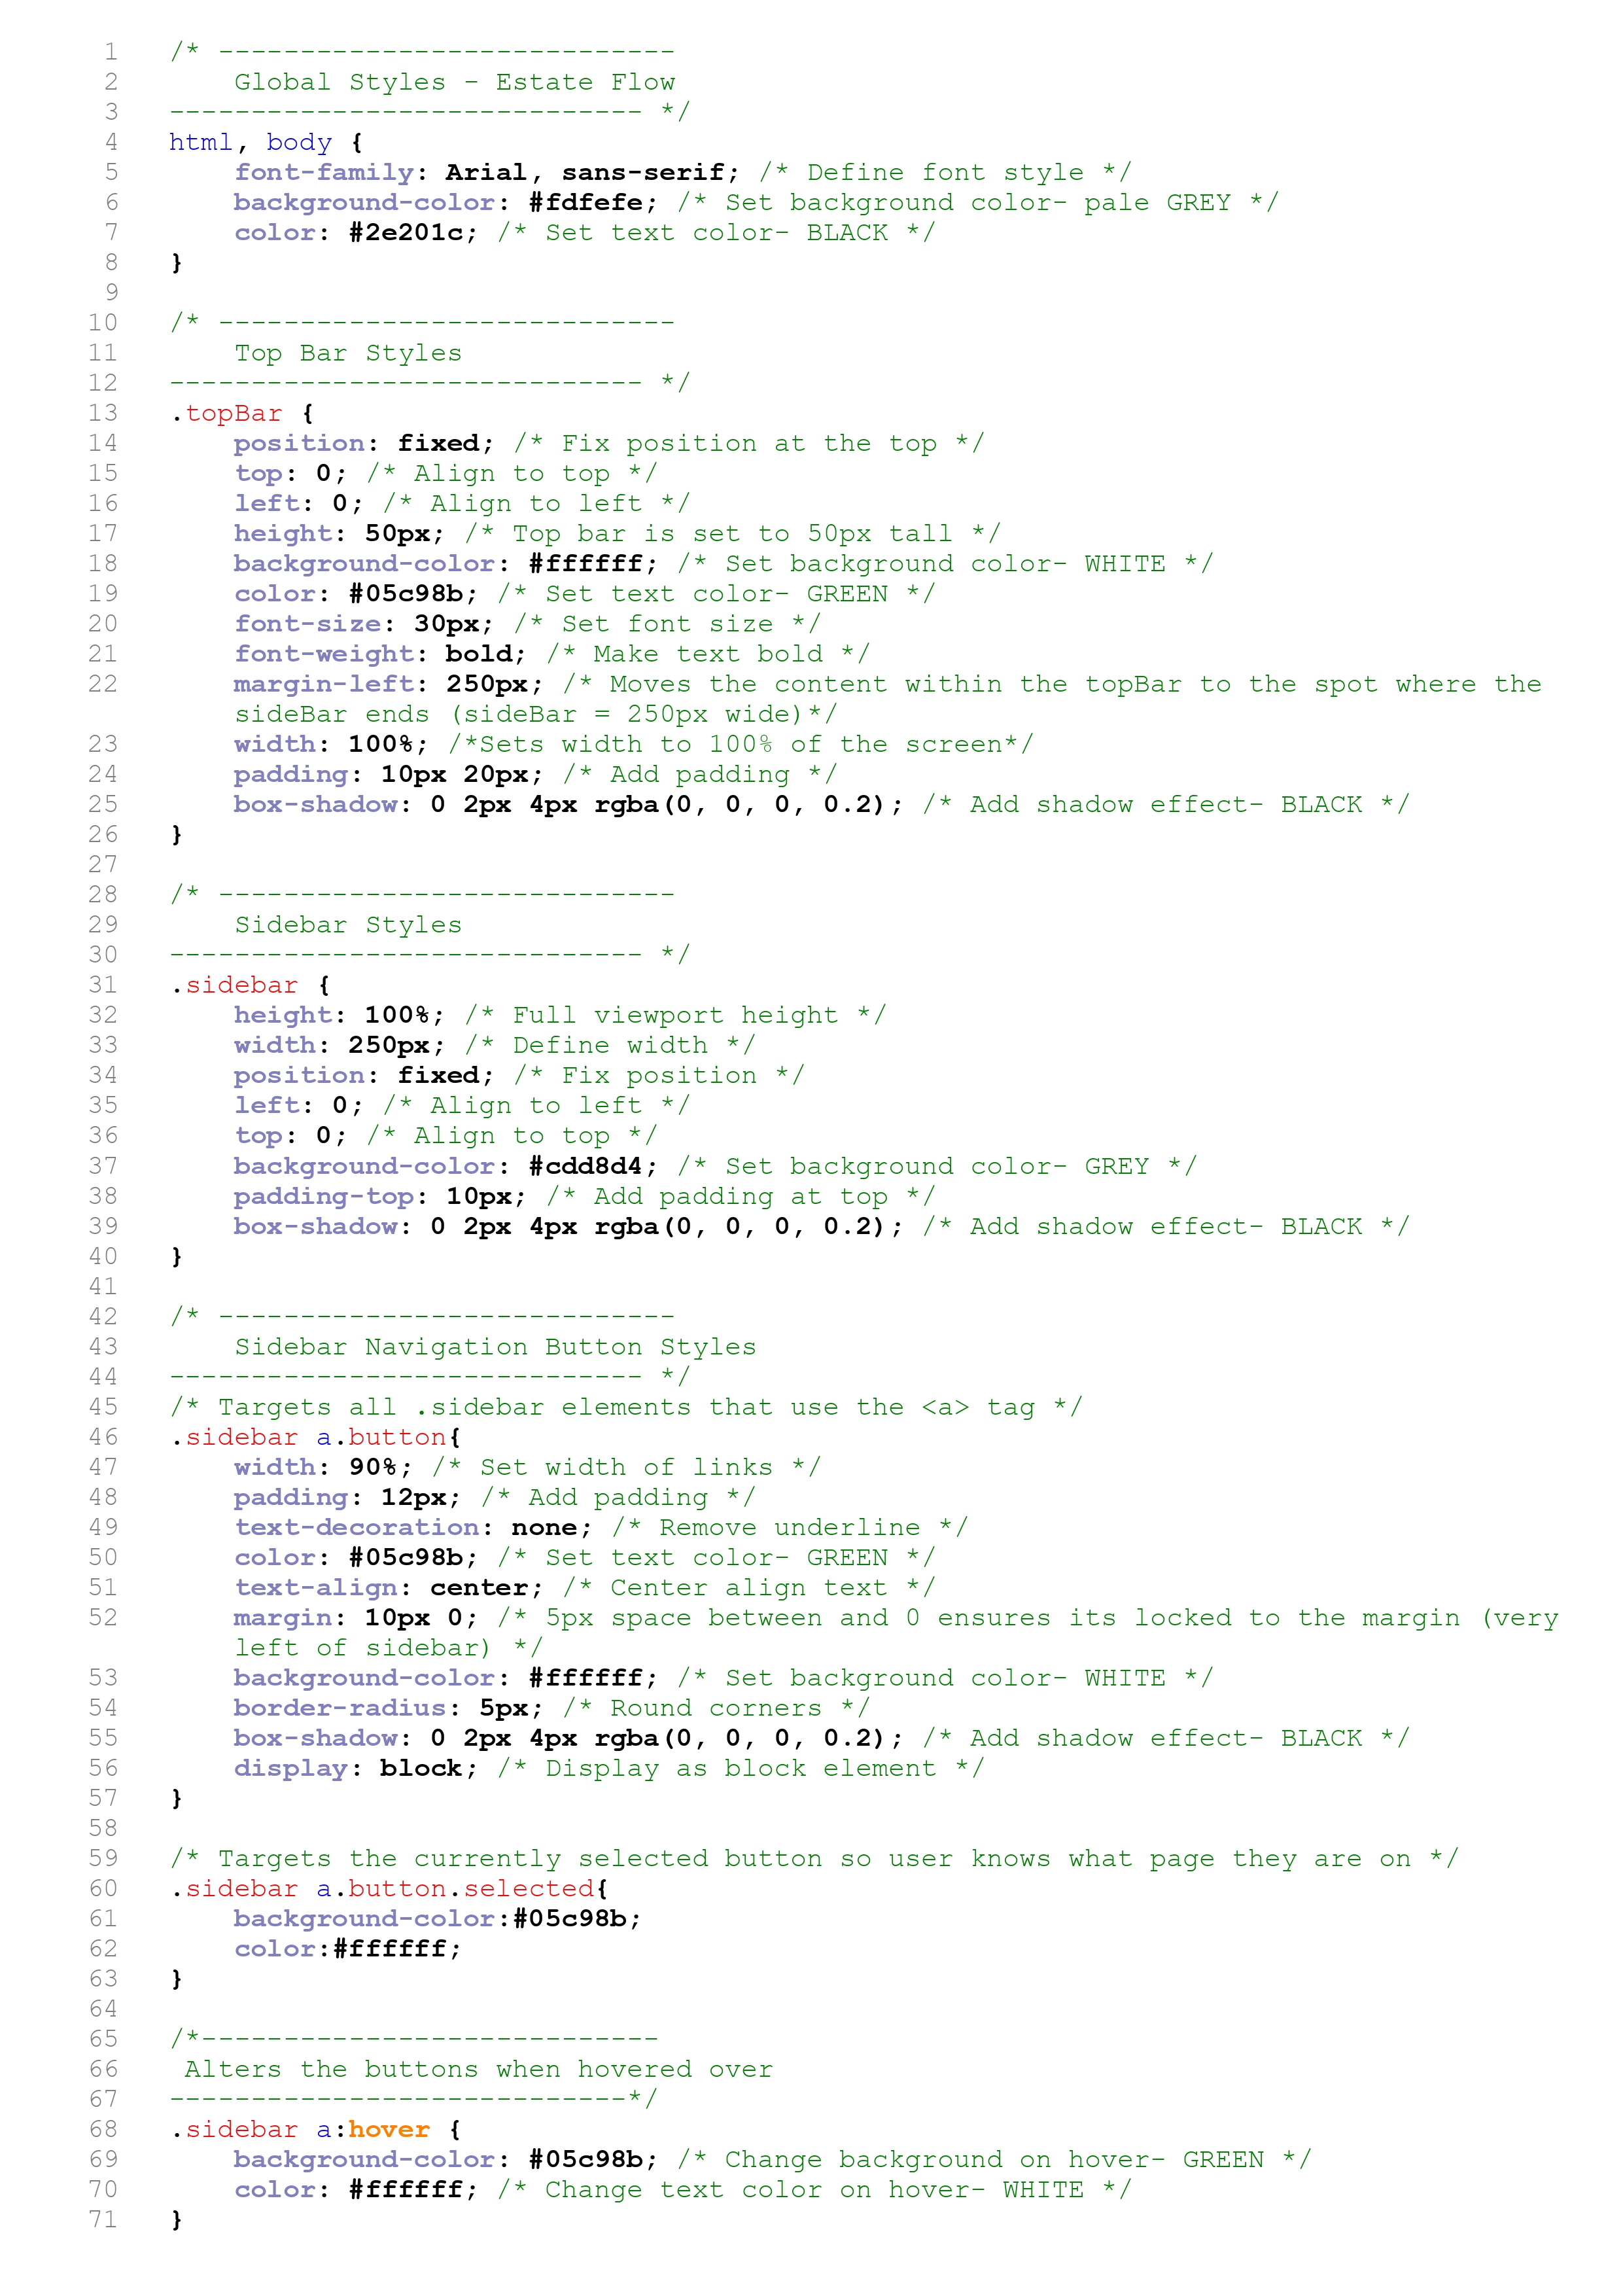 1 /* ----------------------------
2     Global Styles - Estate Flow
3 ----------------------------- */
4 html, body {
5     font-family: Arial, sans-serif; /* Define font style */
6     background-color: #fdfefe; /* Set background color- pale GREY */
7     color: #2e201c; /* Set text color- BLACK */
8 }
9
10 /* ----------------------------
11     Top Bar Styles
12 ----------------------------- */
13 .topBar {
14     position: fixed; /* Fix position at the top */
15     top: 0; /* Align to top */
16     left: 0; /* Align to left */
17     height: 50px; /* Top bar is set to 50px tall */
18     background-color: #ffffff; /* Set background color- WHITE */
19     color: #05c98b; /* Set text color- GREEN */
20     font-size: 30px; /* Set font size */
21     font-weight: bold; /* Make text bold */
22     margin-left: 250px; /* Moves the content within the topBar to the spot where the
    sideBar ends (sideBar = 250px wide)*/
23     width: 100%; /*Sets width to 100% of the screen*/
24     padding: 10px 20px; /* Add padding */
25     box-shadow: 0 2px 4px rgba(0, 0, 0, 0.2); /* Add shadow effect- BLACK */
26 }
27
28 /* ----------------------------
29     Sidebar Styles
30 ----------------------------- */
31 .sidebar {
32     height: 100%; /* Full viewport height */
33     width: 250px; /* Define width */
34     position: fixed; /* Fix position */
35     left: 0; /* Align to left */
36     top: 0; /* Align to top */
37     background-color: #cdd8d4; /* Set background color- GREY */
38     padding-top: 10px; /* Add padding at top */
39     box-shadow: 0 2px 4px rgba(0, 0, 0, 0.2); /* Add shadow effect- BLACK */
40 }
41
42 /* ----------------------------
43     Sidebar Navigation Button Styles
44 ----------------------------- */
45 /* Targets all .sidebar elements that use the <a> tag */
46 .sidebar a.button{
47     width: 90%; /* Set width of links */
48     padding: 12px; /* Add padding */
49     text-decoration: none; /* Remove underline */
50     color: #05c98b; /* Set text color- GREEN */
51     text-align: center; /* Center align text */
52     margin: 10px 0; /* 5px space between and 0 ensures its locked to the margin (very
    left of sidebar) */
53     background-color: #ffffff; /* Set background color- WHITE */
54     border-radius: 5px; /* Round corners */
55     box-shadow: 0 2px 4px rgba(0, 0, 0, 0.2); /* Add shadow effect- BLACK */
56     display: block; /* Display as block element */
57 }
58
59 /* Targets the currently selected button so user knows what page they are on */
60 .sidebar a.button.selected{
61     background-color:#05c98b;
62     color:#ffffff;
63 }
64
65 /*----------------------------
66  Alters the buttons when hovered over
67 ----------------------------*/
68 .sidebar a:hover {
69     background-color: #05c98b; /* Change background on hover- GREEN */
70     color: #ffffff; /* Change text color on hover- WHITE */
71 }